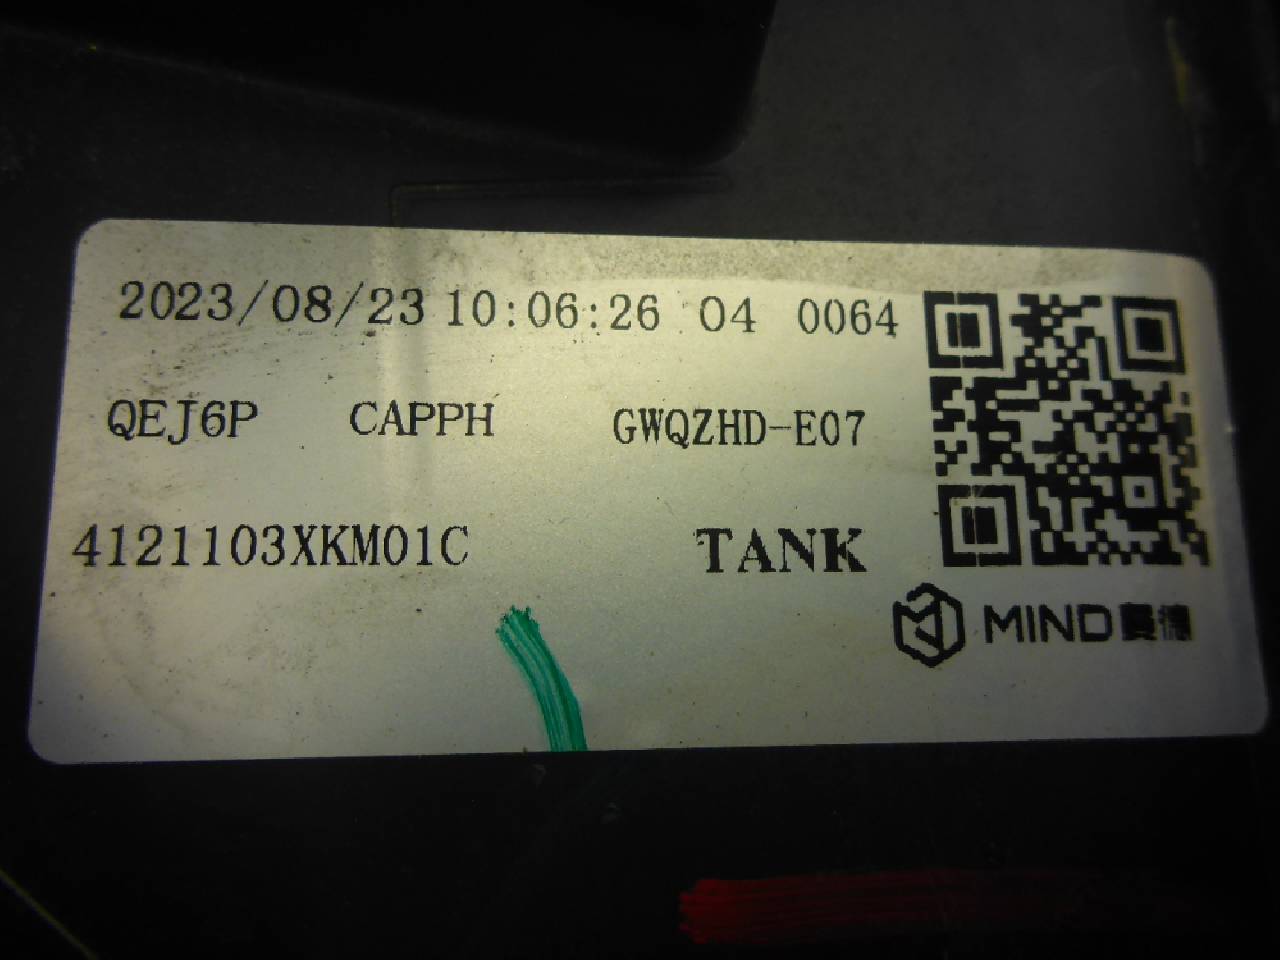 2023/08/23 10:06:26 04 0064
QEJ6P CAPPH GWQZHD-E07
4121103XKM01C TANK
MIND